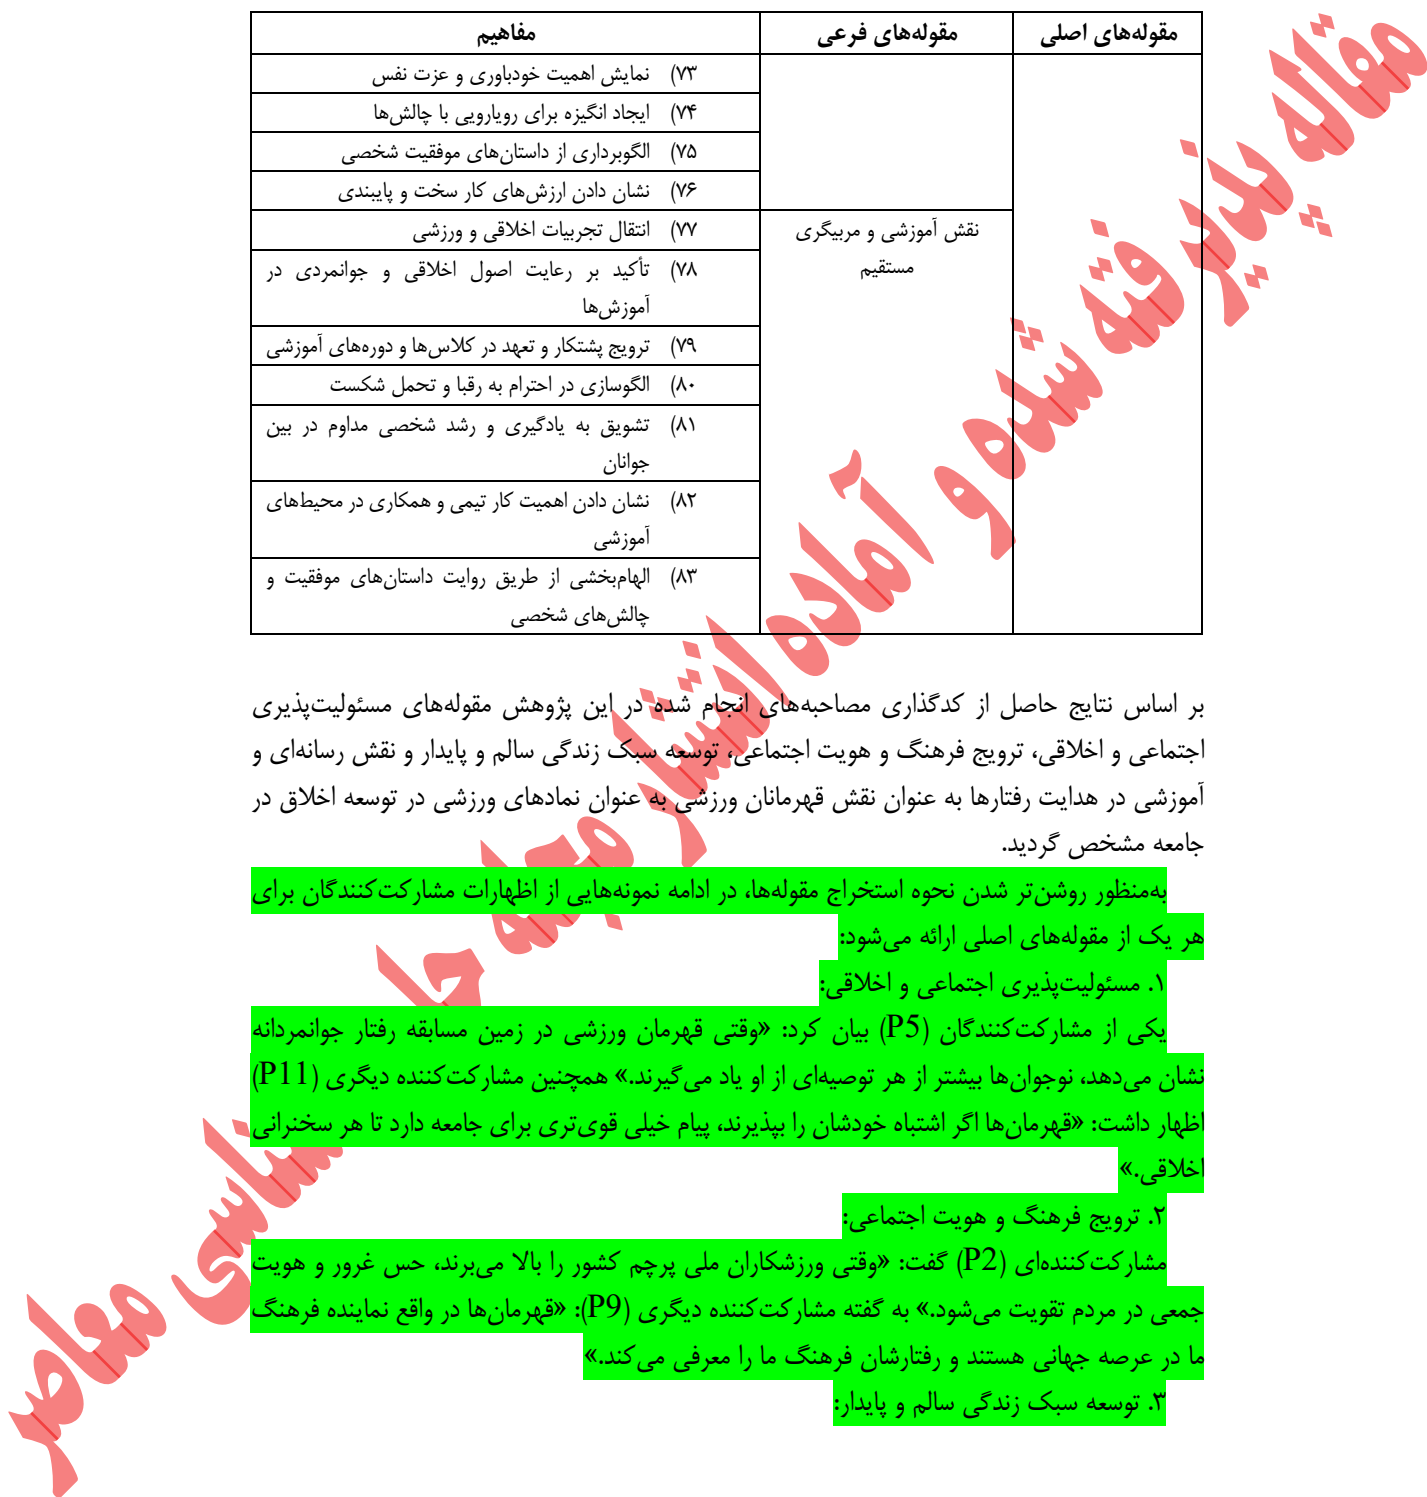 مقوله‌های اصلی مقوله‌های فرعی مفاهیم
۷۳) نمایش اهمیت خودباوری و عزت نفس
۷۴) ایجاد انگیزه برای رویارویی با چالش‌ها
۷۵) الگوبرداری از داستان‌های موفقیت شخصی
۷۶) نشان دادن ارزش‌های کار سخت و پایبندی
نقش آموزشی و مربیگری
مستقیم
۷۷) انتقال تجربیات اخلاقی و ورزشی
۷۸) تأکید بر رعایت اصول اخلاقی و جوانمردی در
آموزش‌ها
۷۹) ترویج پشتکار و تعهد در کلاس‌ها و دوره‌های آموزشی
۸۰) الگوسازی در احترام به رقبا و تحمل شکست
۸۱) تشویق به یادگیری و رشد شخصی مداوم در بین
جوانان
۸۲) نشان دادن اهمیت کار تیمی و همکاری در محیط‌های
آموزشی
۸۳) الهام‌بخشی از طریق روایت داستان‌های موفقیت و
چالش‌های شخصی
بر اساس نتایج حاصل از کدگذاری مصاحبه‌های انجام شده در این پژوهش مقوله‌های مسئولیت‌پذیری
اجتماعی و اخلاقی، ترویج فرهنگ و هویت اجتماعی، توسعه سبک زندگی سالم و پایدار و نقش رسانه‌ای و
آموزشی در هدایت رفتارها به عنوان نقش قهرمانان ورزشی به عنوان نمادهای ورزشی در توسعه اخلاق در
جامعه مشخص گردید.
به‌منظور روشن‌تر شدن نحوه استخراج مقوله‌ها، در ادامه نمونه‌هایی از اظهارات مشارکت‌کنندگان برای
هر یک از مقوله‌های اصلی ارائه می‌شود:
۱. مسئولیت‌پذیری اجتماعی و اخلاقی:
یکی از مشارکت‌کنندگان (P5) بیان کرد: «وقتی قهرمان ورزشی در زمین مسابقه رفتار جوانمردانه
نشان می‌دهد، نوجوان‌ها بیشتر از هر توصیه‌ای از او یاد می‌گیرند.» همچنین مشارکت‌کننده دیگری (P11)
اظهار داشت: «قهرمان‌ها اگر اشتباه خودشان را بپذیرند، پیام خیلی قوی‌تری برای جامعه دارد تا هر سخنرانی
اخلاقی.»
۲. ترویج فرهنگ و هویت اجتماعی:
مشارکت‌کننده‌ای (P2) گفت: «وقتی ورزشکاران ملی پرچم کشور را بالا می‌برند، حس غرور و هویت
جمعی در مردم تقویت می‌شود.» به گفته مشارکت‌کننده دیگری (P9): «قهرمان‌ها در واقع نماینده فرهنگ
ما در عرصه جهانی هستند و رفتارشان فرهنگ ما را معرفی می‌کند.»
۳. توسعه سبک زندگی سالم و پایدار:
مقاله پذیرفته شده و آماده انتشار
معاصر